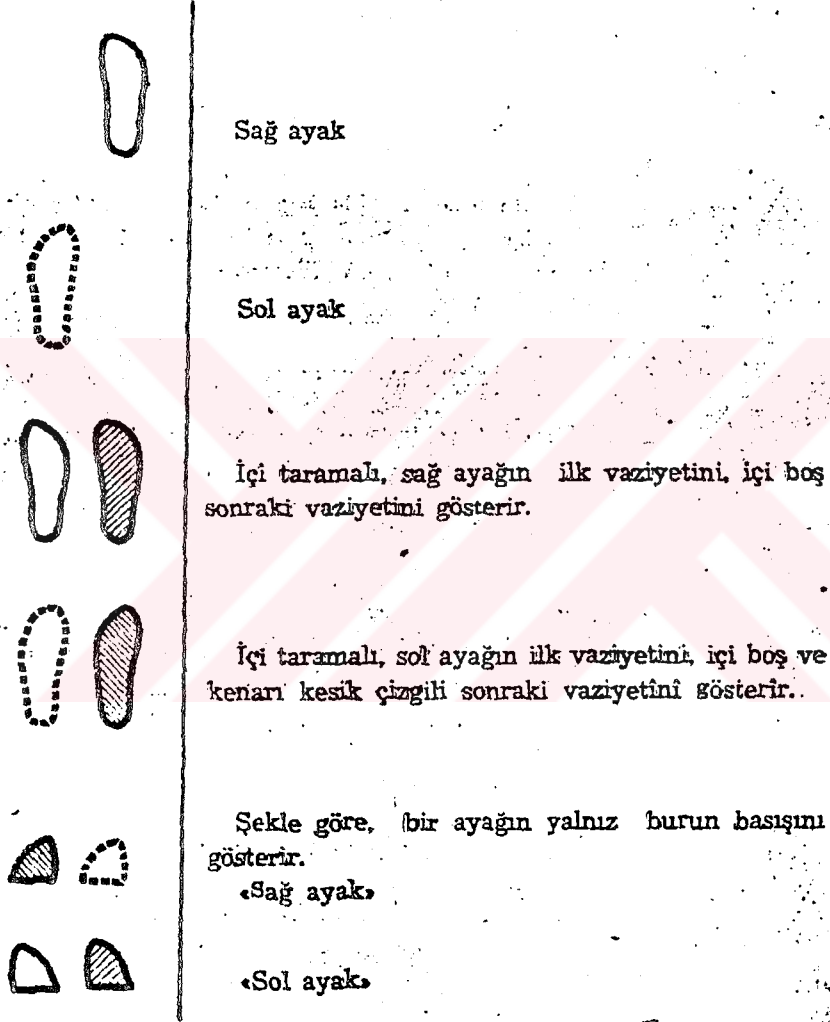 Sağ ayak
Sol ayak
İçi taramalı, sağ ayağın ilk vaziyetini, içi boş
sonraki vaziyetini gösterir.
İçi taramalı, sol ayağın ilk vaziyetini, içi boş ve
kenarı kesik çizgili sonraki vaziyetini gösterir..
Şekle göre, bir ayağın yalnız burun basışını
gösterir.
«Sağ ayak»
«Sol ayak»